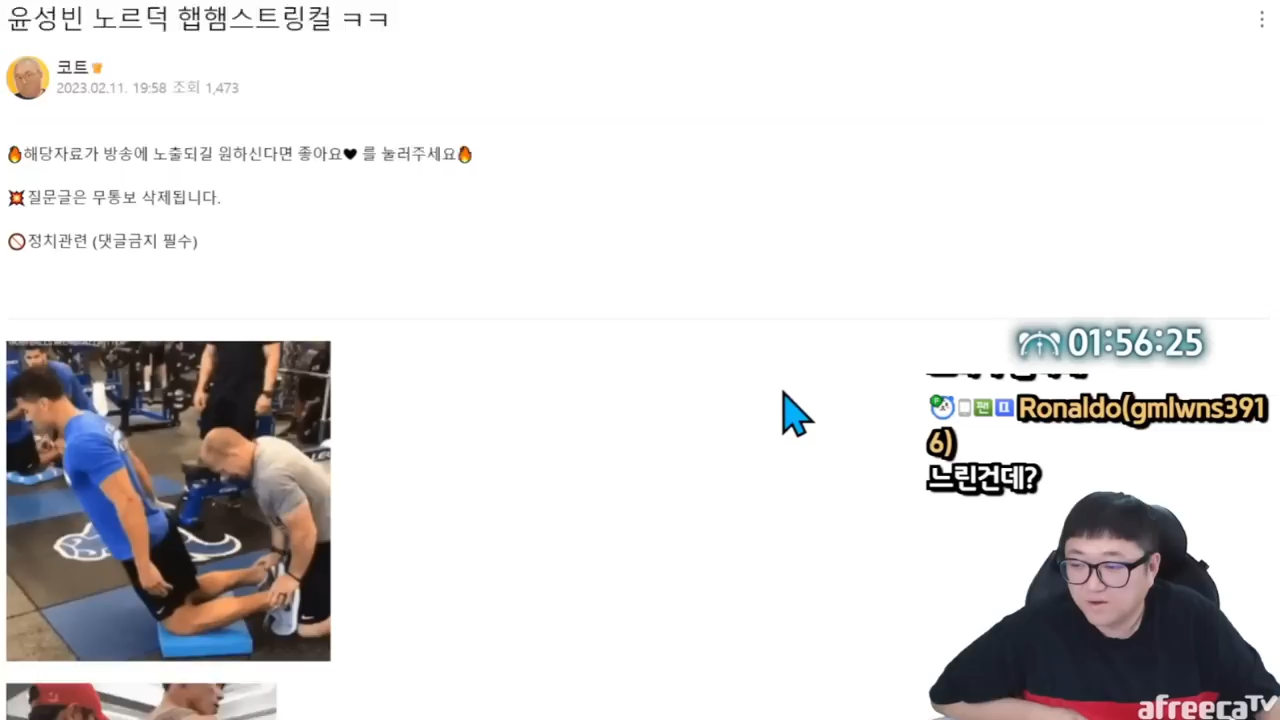 윤성빈 노르덕 햅햄스트링컬 ㅋㅋ
코트
2023.02.11. 19:58 조회 1,473
🔥해당자료가 방송에 노출되길 원하신다면 좋아요🖤 를 눌러주세요🔥
💥질문글은 무통보 삭제됩니다.
🚫정치관련 (댓글금지 필수)
01:56:25
Ronaldo(gmlwns391
6)
느린건데?
afreecaTV